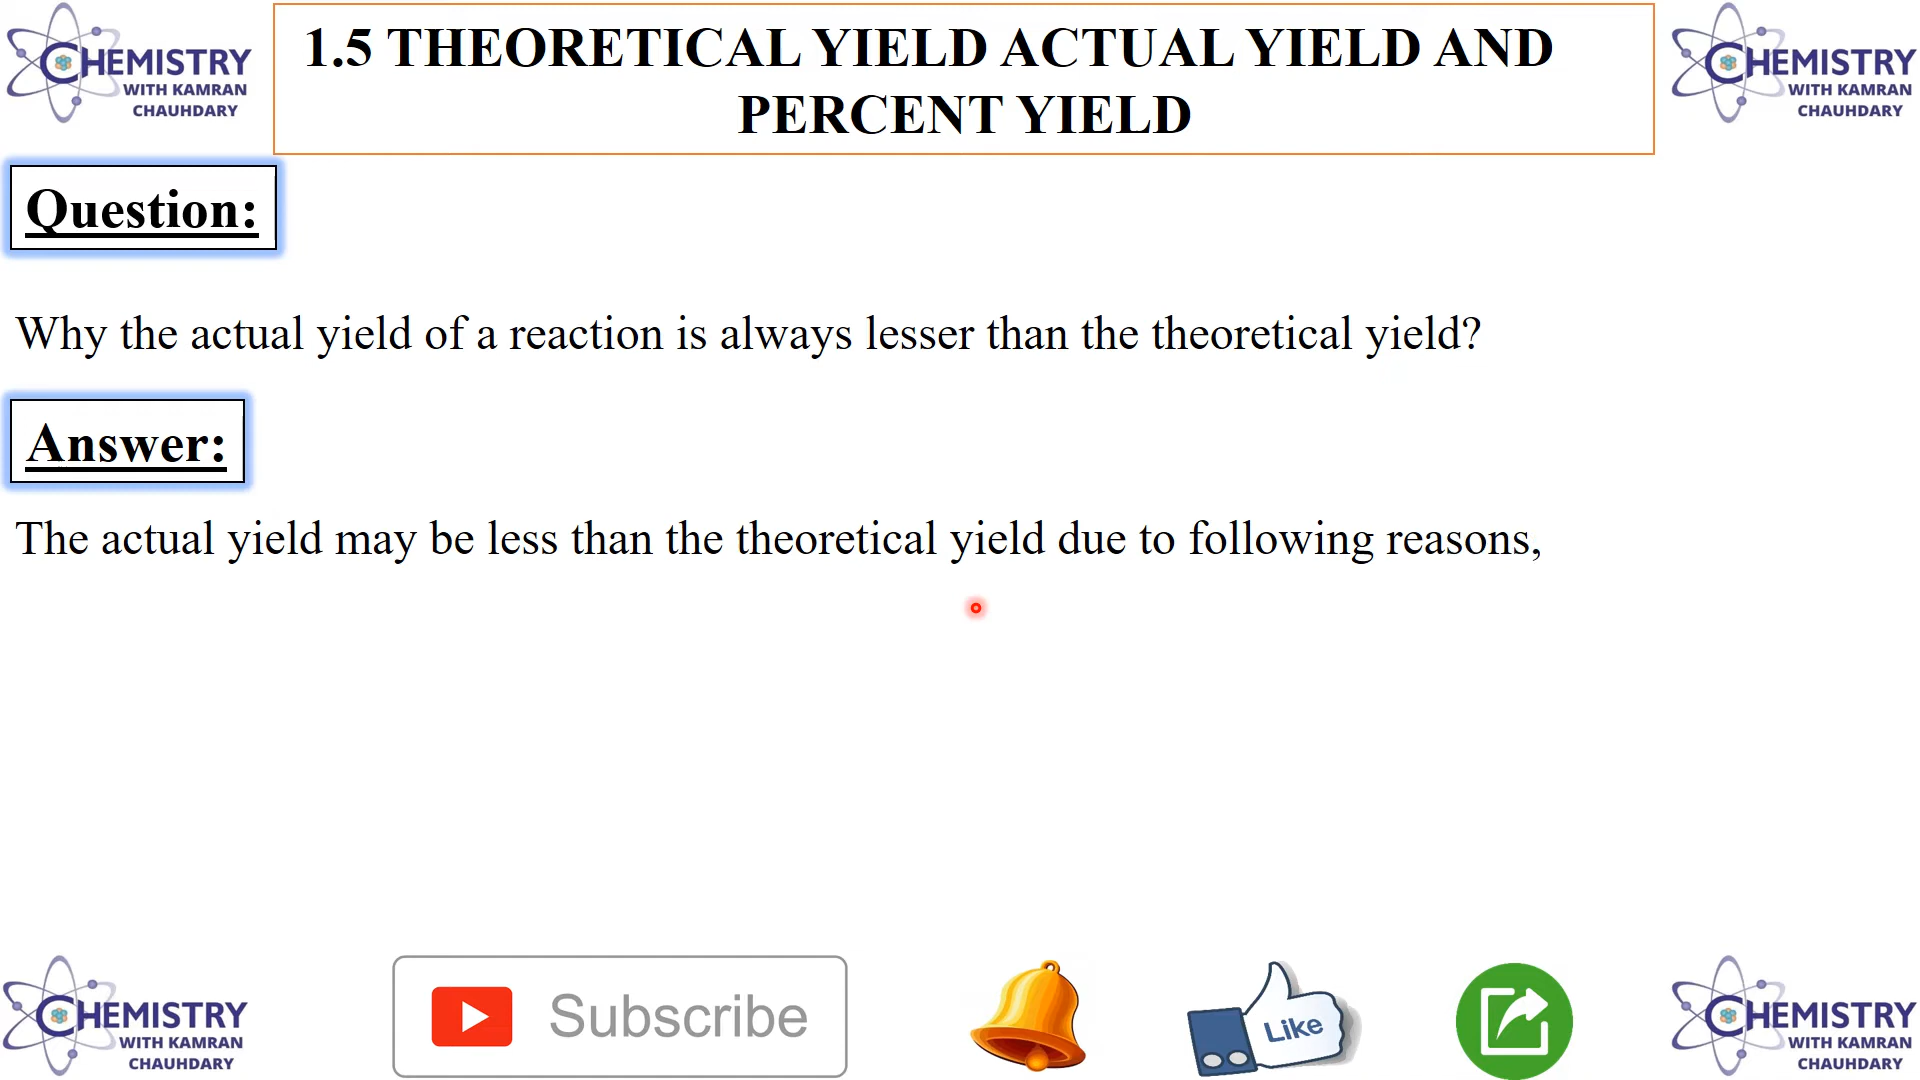 CHEMISTRY
WITH KAMRAN
CHAUHDARY
1.5 THEORETICAL YIELD ACTUAL YIELD AND
PERCENT YIELD
CHEMISTRY
WITH KAMRAN
CHAUHDARY
Question:
Why the actual yield of a reaction is always lesser than the theoretical yield?
Answer:
The actual yield may be less than the theoretical yield due to following reasons,
CHEMISTRY
WITH KAMRAN
CHAUHDARY
Subscribe
Like
CHEMISTRY
WITH KAMRAN
CHAUHDARY